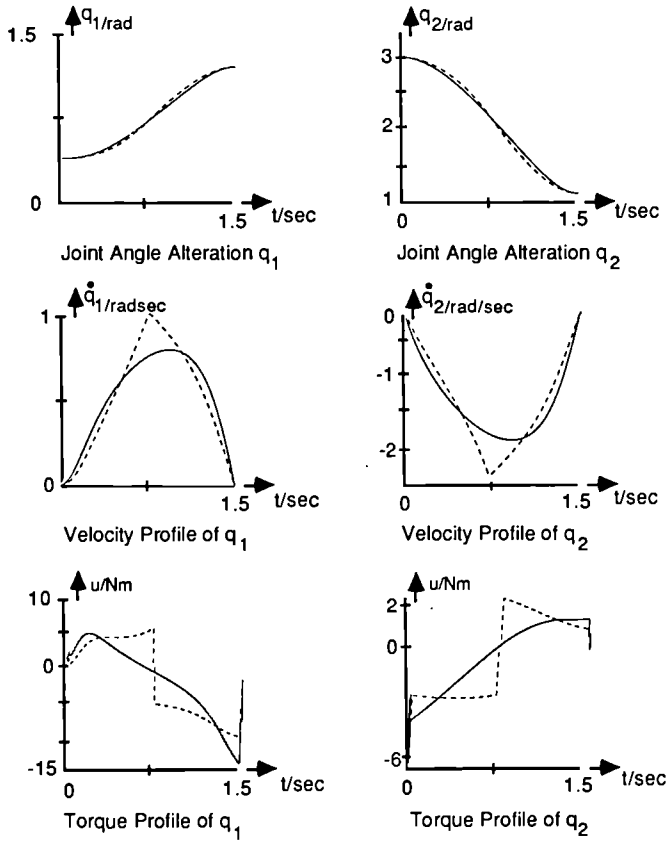 q1/rad
1.5
0
1.5
t/sec
Joint Angle Alteration q1
q2/rad
3
2
1
0
1.5
t/sec
Joint Angle Alteration q2
q̇1/radsec
1
0
1.5
t/sec
Velocity Profile of q1
q̇2/rad/sec
0
-1
-2
0
1.5
t/sec
Velocity Profile of q2
u/Nm
10
0
-15
0
1.5
t/sec
Torque Profile of q1
u/Nm
2
0
-6
0
1.5
t/sec
Torque Profile of q2